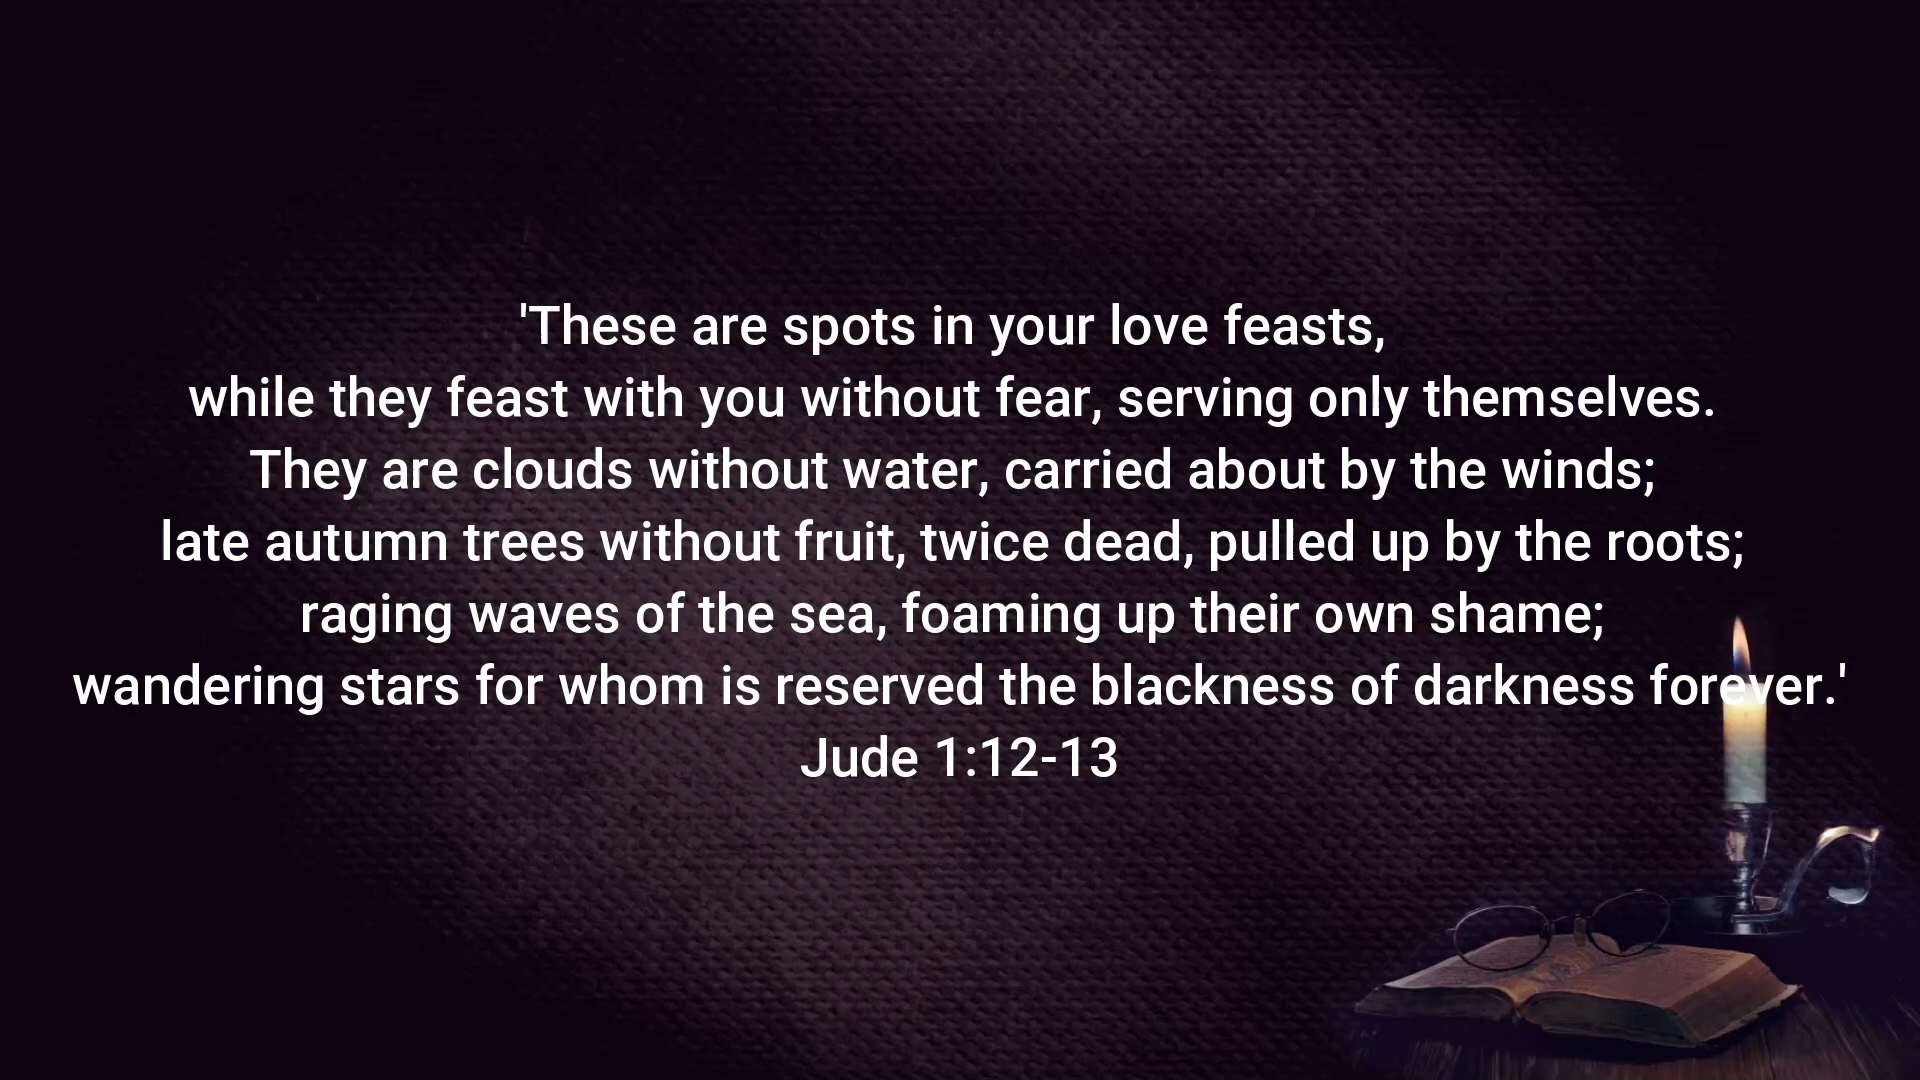 'These are spots in your love feasts,
while they feast with you without fear, serving only themselves.
They are clouds without water, carried about by the winds;
late autumn trees without fruit, twice dead, pulled up by the roots;
raging waves of the sea, foaming up their own shame;
wandering stars for whom is reserved the blackness of darkness forever.'
Jude 1:12-13